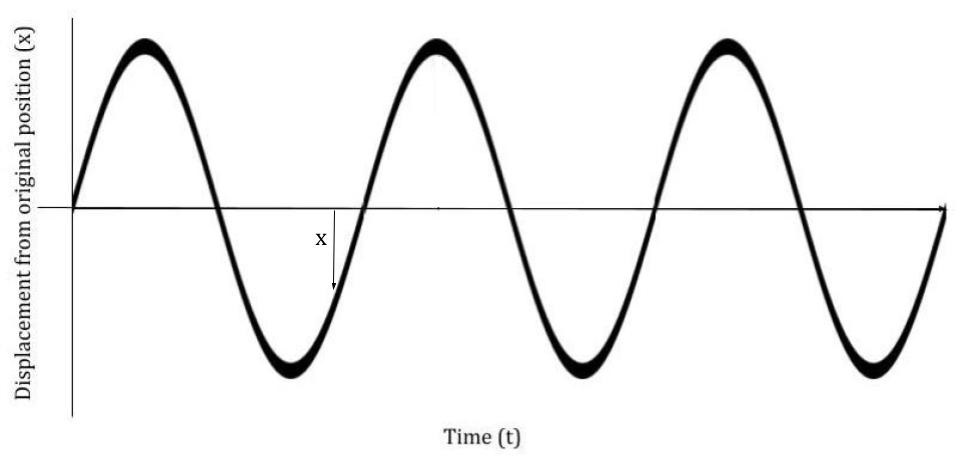 Displacement from original position (x)
x
Time (t)